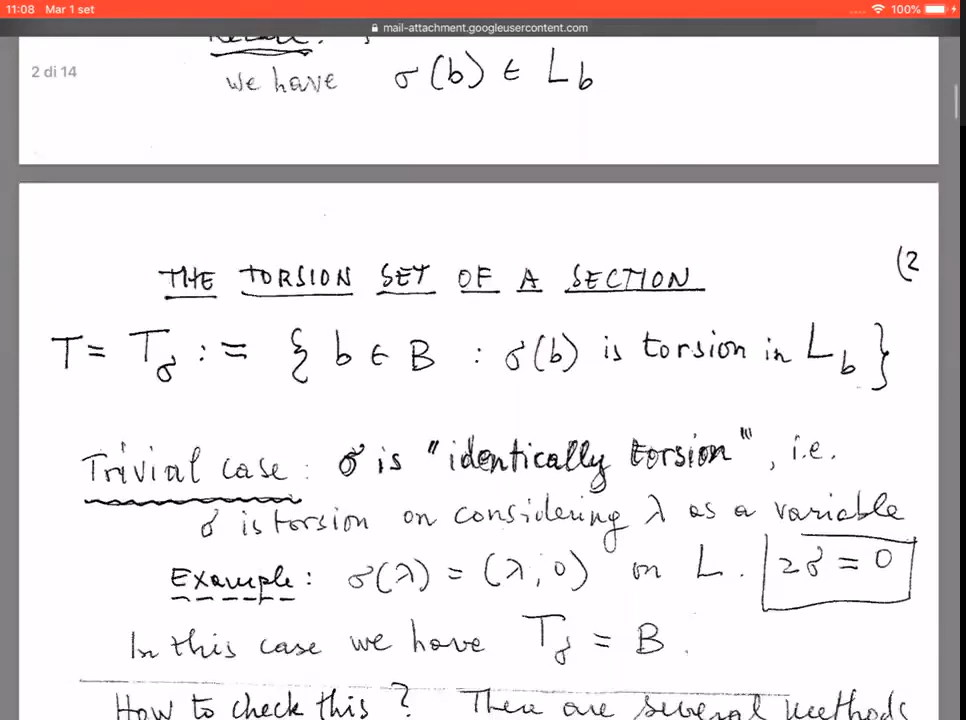 11:08 Mar 1 set 100%
mail-attachment.googleusercontent.com
2 di 14
Recall:
we have σ(b) ∈ L_b
(2
THE TORSION SET OF A SECTION
T = T_σ := { b ∈ B : σ(b) is torsion in L_b }
Trivial case: σ is "identically torsion", i.e.
σ is torsion on considering λ as a variable
Example: σ(λ) = (λ, 0) on L. 2σ = 0
In this case we have T_σ = B.
How to check this? There are several methods